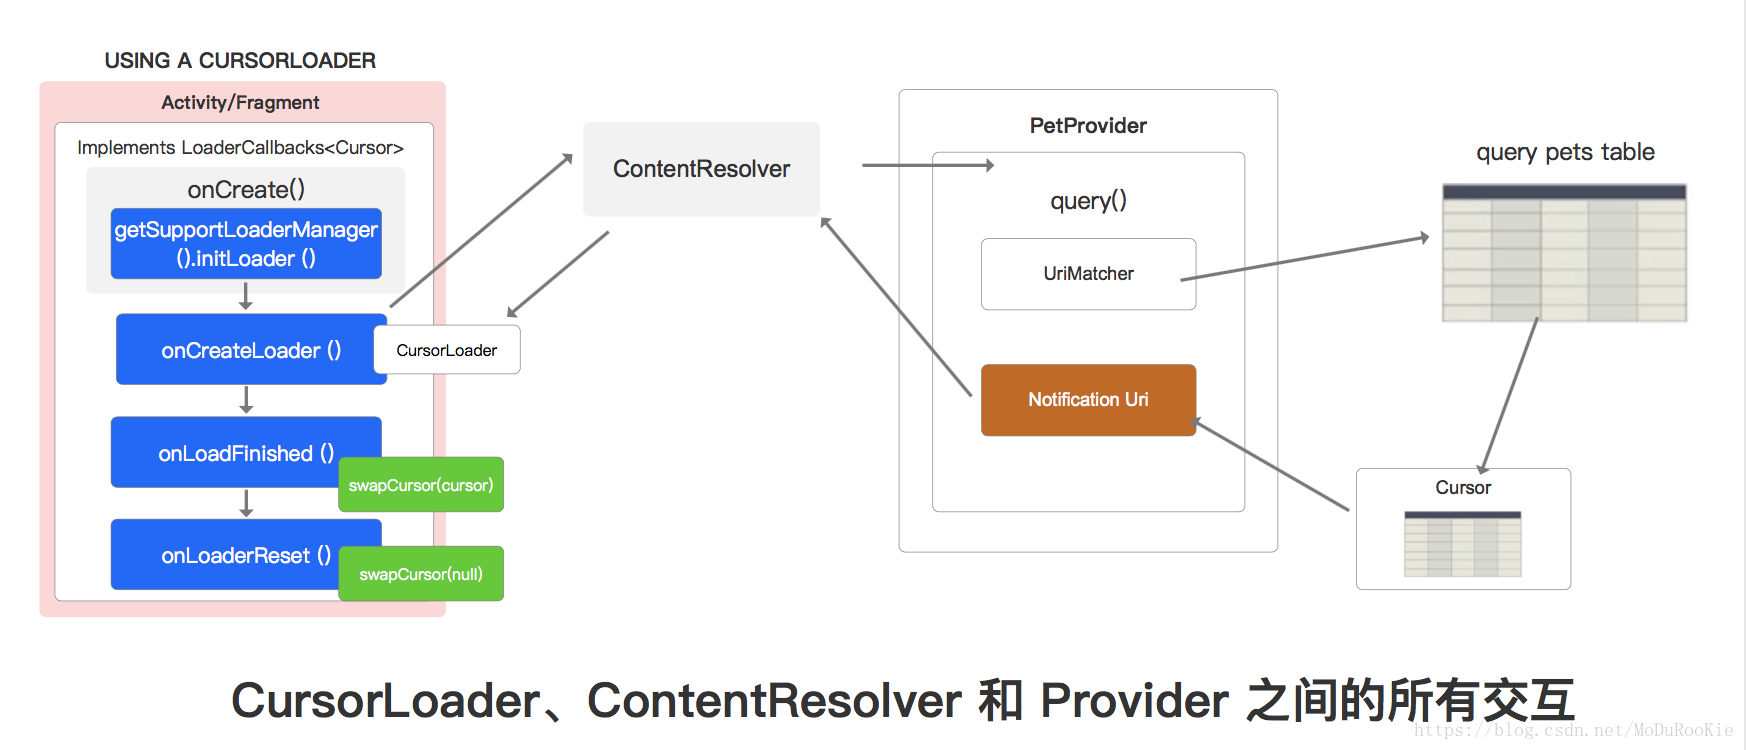 USING A CURSORLOADER
Activity/Fragment
Implements LoaderCallbacks<Cursor>
onCreate()
getSupportLoaderManager
().initLoader ()
onCreateLoader ()
CursorLoader
onLoadFinished ()
swapCursor(cursor)
onLoaderReset ()
swapCursor(null)
ContentResolver
PetProvider
query()
UriMatcher
Notification Uri
query pets table
Cursor
CursorLoader、ContentResolver 和 Provider 之间的所有交互
https://blog.csdn.net/MoDuRooKie